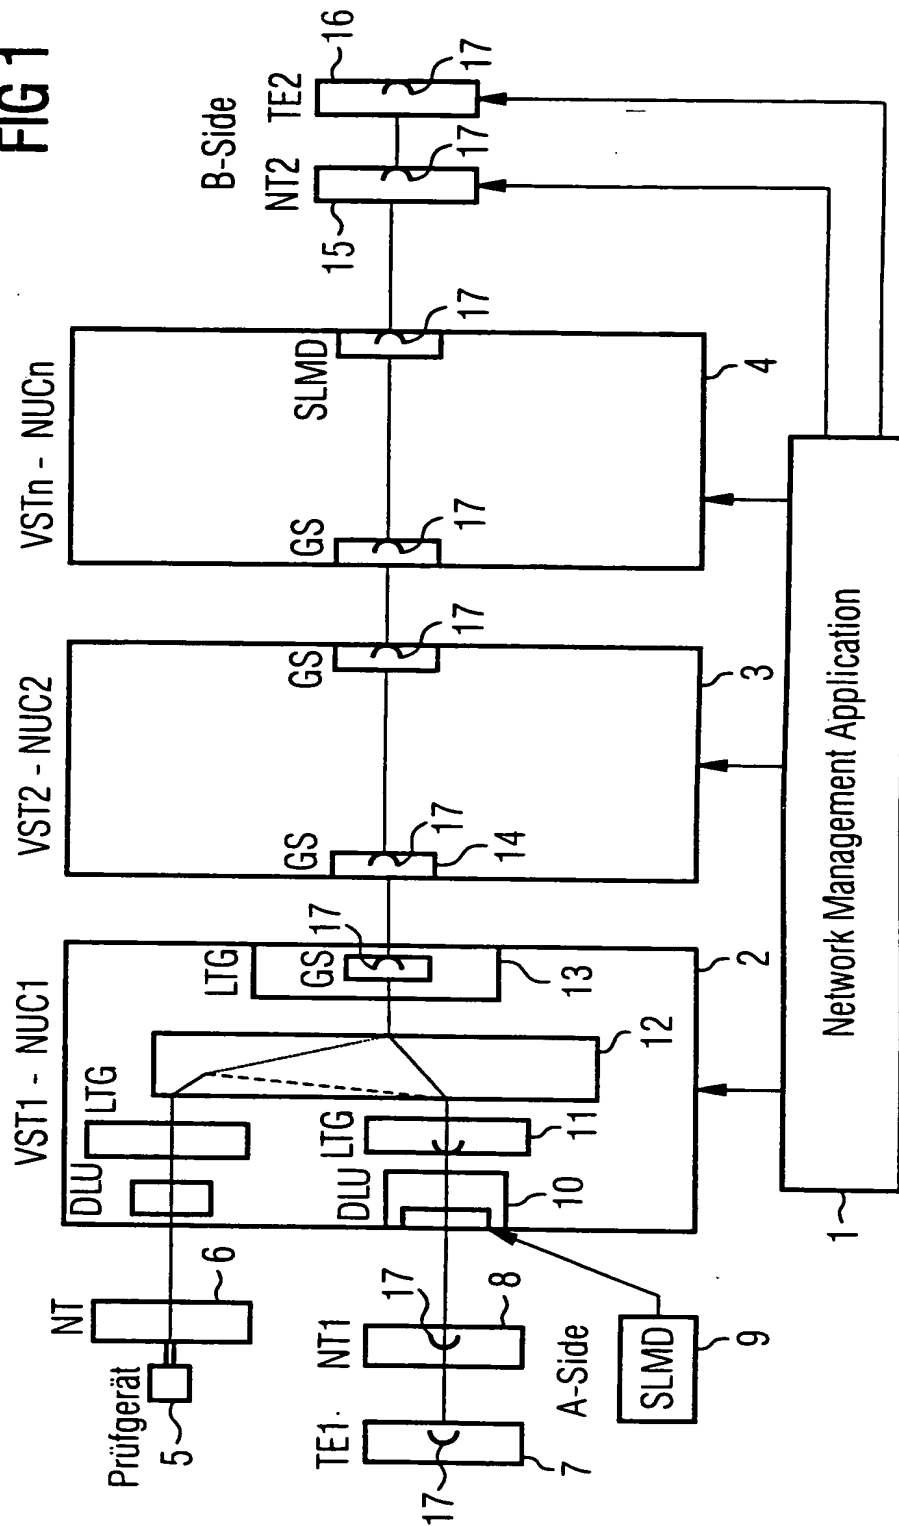 FIG 1
VST1 - NUC1
VST2 - NUC2
VSTn - NUCn
B-Side
Prüfgerät
5
NT
6
DLU
LTG
LTG
GS
17
13
GS
17
14
GS
17
GS
17
SLMD
17
NT2
15
17
TE2
16
17
TE1
17
7
NT1
17
8
DLU
10
LTG
11
12
A-Side
SLMD
9
2
3
4
1
Network Management Application